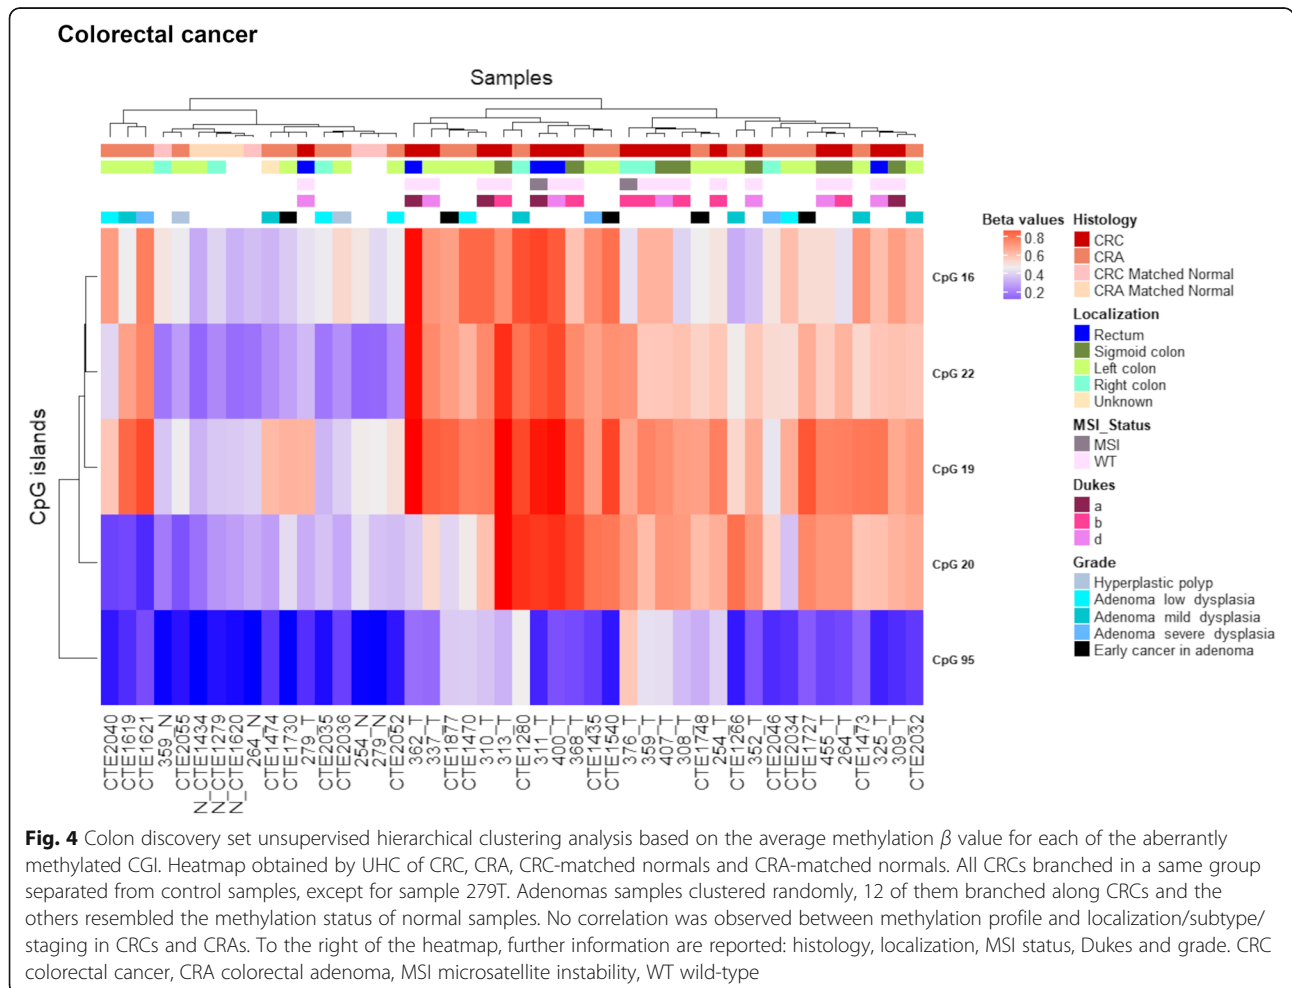 Colorectal cancer
Samples
CpG islands
CpG 16
CpG 22
CpG 19
CpG 20
CpG 95
CTE2040
CTE1619
CTE1621
359_N
CTE2055
N_CTE1434
N_CTE1279
N_CTE1620
264_N
CTE1474
CTE1730
279_T
CTE2035
CTE2036
254_N
279_N
CTE2052
362_T
337_T
CTE1877
CTE1470
310_T
313_T
CTE1280
311_T
400_T
368_T
CTE1435
CTE1540
376_T
359_T
407_T
308_T
CTE1748
254_T
CTE1266
352_T
CTE2046
CTE2034
CTE1727
455_T
264_T
CTE1473
325_T
309_T
CTE2032
Beta values
0.8
0.6
0.4
0.2
Histology
CRC
CRA
CRC Matched Normal
CRA Matched Normal
Localization
Rectum
Sigmoid colon
Left colon
Right colon
Unknown
MSI_Status
MSI
WT
Dukes
a
b
d
Grade
Hyperplastic polyp
Adenoma low dysplasia
Adenoma mild dysplasia
Adenoma severe dysplasia
Early cancer in adenoma
Fig. 4 Colon discovery set unsupervised hierarchical clustering analysis based on the average methylation β value for each of the aberrantly
methylated CGI. Heatmap obtained by UHC of CRC, CRA, CRC-matched normals and CRA-matched normals. All CRCs branched in a same group
separated from control samples, except for sample 279T. Adenomas samples clustered randomly, 12 of them branched along CRCs and the
others resembled the methylation status of normal samples. No correlation was observed between methylation profile and localization/subtype/
staging in CRCs and CRAs. To the right of the heatmap, further information are reported: histology, localization, MSI status, Dukes and grade. CRC
colorectal cancer, CRA colorectal adenoma, MSI microsatellite instability, WT wild-type